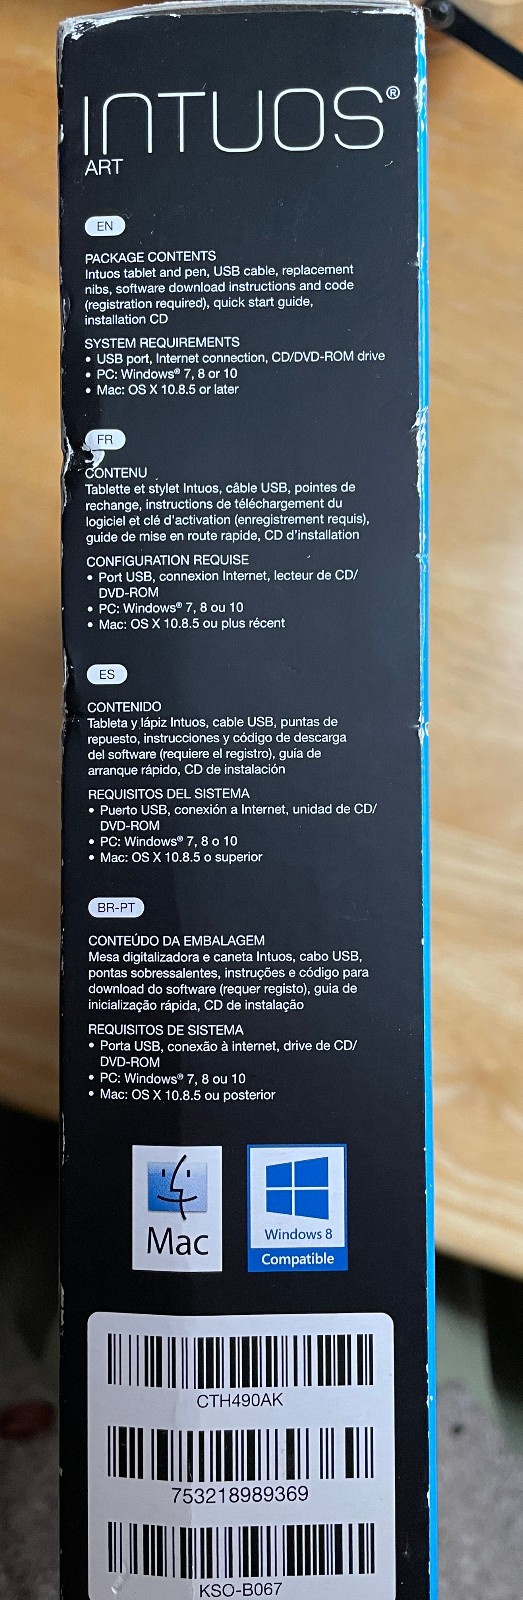 INTUOS®
ART
EN
PACKAGE CONTENTS
Intuos tablet and pen, USB cable, replacement
nibs, software download instructions and code
(registration required), quick start guide,
installation CD
SYSTEM REQUIREMENTS
• USB port, Internet connection, CD/DVD-ROM drive
• PC: Windows® 7, 8 or 10
• Mac: OS X 10.8.5 or later
FR
CONTENU
Tablette et stylet Intuos, câble USB, pointes de
rechange, instructions de téléchargement du
logiciel et clé d'activation (enregistrement requis),
guide de mise en route rapide, CD d'installation
CONFIGURATION REQUISE
• Port USB, connexion Internet, lecteur de CD/
DVD-ROM
• PC: Windows® 7, 8 ou 10
• Mac: OS X 10.8.5 ou plus récent
ES
CONTENIDO
Tableta y lápiz Intuos, cable USB, puntas de
repuesto, instrucciones y código de descarga
del software (requiere el registro), guía de
arranque rápido, CD de instalación
REQUISITOS DEL SISTEMA
• Puerto USB, conexión a Internet, unidad de CD/
DVD-ROM
• PC: Windows® 7, 8 o 10
• Mac: OS X 10.8.5 o superior
BR-PT
CONTEÚDO DA EMBALAGEM
Mesa digitalizadora e caneta Intuos, cabo USB,
pontas sobressalentes, instruções e código para
download do software (requer registo), guia de
inicialização rápida, CD de instalação
REQUISITOS DE SISTEMA
• Porta USB, conexão à internet, drive de CD/
DVD-ROM
• PC: Windows® 7, 8 ou 10
• Mac: OS X 10.8.5 ou posterior
Mac
Windows 8
Compatible
CTH490AK
753218989369
KSO-B067